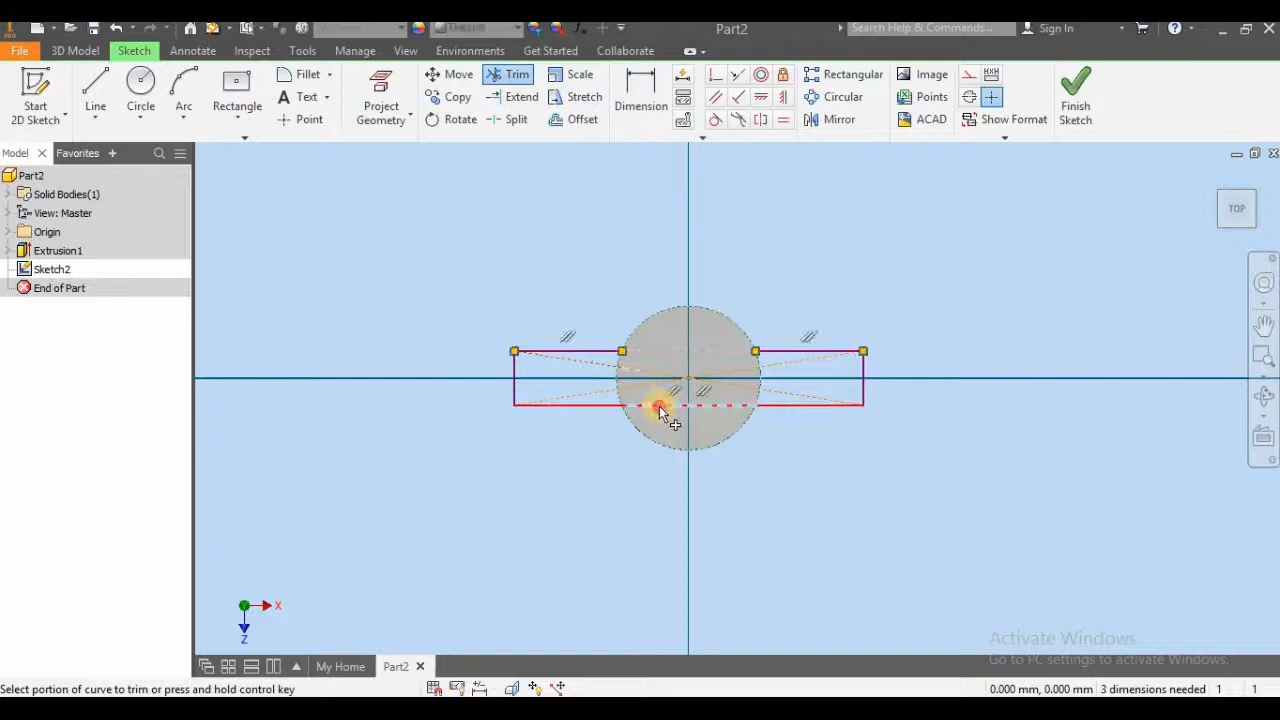 Part2
Search Help & Commands...
Sign In
PRO
File
3D Model
Sketch
Annotate
Inspect
Tools
Manage
View
Environments
Get Started
Collaborate
Start
2D Sketch
Line
Circle
Arc
Rectangle
Fillet
Text
Point
Project
Geometry
Move
Trim
Scale
Copy
Extend
Stretch
Rotate
Split
Offset
Dimension
Rectangular
Circular
Mirror
Image
Points
ACAD
Show Format
Finish
Sketch
Model
Favorites
Part2
Solid Bodies(1)
View: Master
Origin
Extrusion1
Sketch2
End of Part
TOP
X
Z
Activate Windows
Go to PC settings to activate Windows.
My Home
Part2
Select portion of curve to trim or press and hold control key
0.000 mm, 0.000 mm
3 dimensions needed
1
1